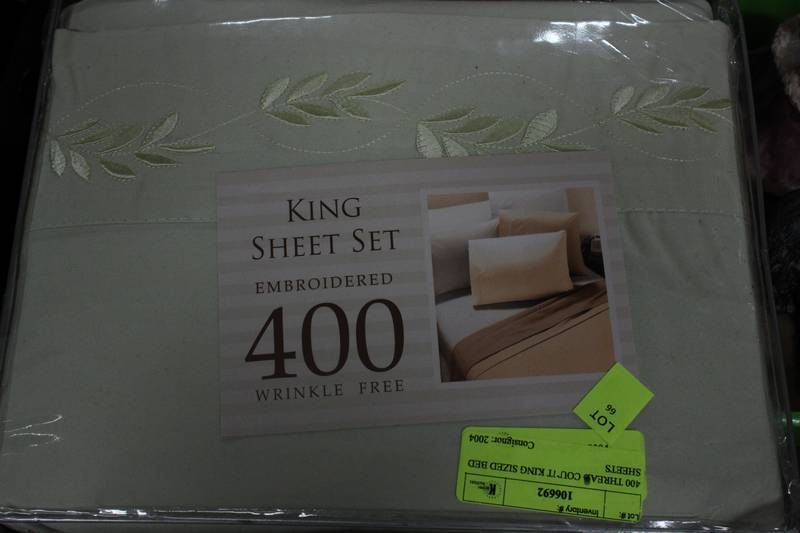 KING
SHEET SET
EMBROIDERED
400
WRINKLE FREE
LOT
66
Lot #:
Inventory #:
106692
400 THREAD COUNT KING SIZED BED
SHEETS
Consignor: 2004